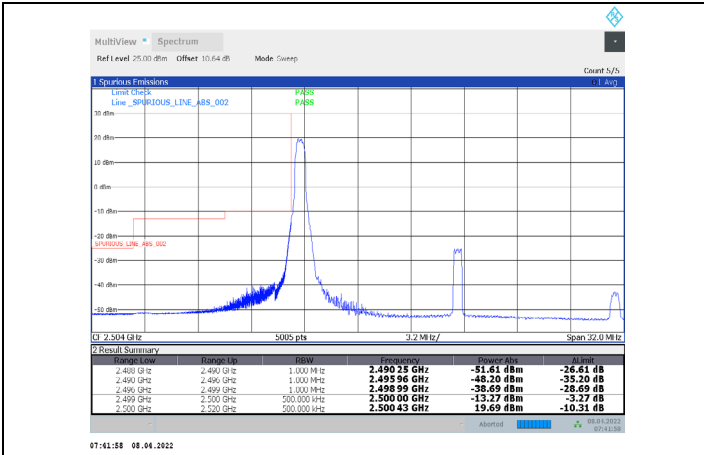 MultiView Spectrum
Ref Level 25.00 dBm Offset 10.64 dB Mode Sweep
Count 5/5
1 Spurious Emissions 1 Avg
Limit Check PASS
Line _SPURIOUS_LINE_ABS_002 PASS
30 dBm
20 dBm
10 dBm
0 dBm
-10 dBm
-20 dBm
_SPURIOUS_LINE_ABS_002
-30 dBm
-40 dBm
-50 dBm
CF 2.504 GHz 5005 pts 3.2 MHz/ Span 32.0 MHz
2 Result Summary
Range Low Range Up RBW Frequency Power Abs ΔLimit
2.488 GHz 2.490 GHz 1.000 MHz 2.490 25 GHz -51.61 dBm -26.61 dB
2.490 GHz 2.496 GHz 1.000 MHz 2.495 96 GHz -48.20 dBm -35.20 dB
2.496 GHz 2.499 GHz 1.000 MHz 2.498 99 GHz -38.69 dBm -28.69 dB
2.499 GHz 2.500 GHz 500.000 kHz 2.500 00 GHz -13.27 dBm -3.27 dB
2.500 GHz 2.520 GHz 500.000 kHz 2.500 43 GHz 19.69 dBm -10.31 dB
Aborted 08.04.2022
07:41:58
07:41:58 08.04.2022